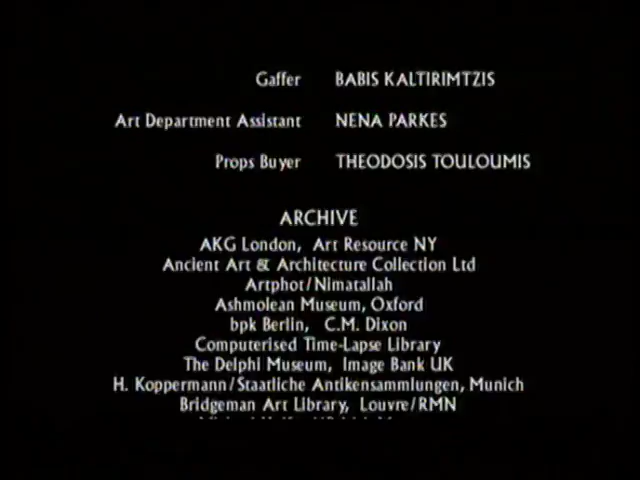 Gaffer BABIS KALTIRIMTZIS
Art Department Assistant NENA PARKES
Props Buyer THEODOSIS TOULOUMIS
ARCHIVE
AKG London, Art Resource NY
Ancient Art & Architecture Collection Ltd
Artphot/Nimatallah
Ashmolean Museum, Oxford
bpk Berlin, C.M. Dixon
Computerised Time-Lapse Library
The Delphi Museum, Image Bank UK
H. Koppermann/Staatliche Antikensammlungen, Munich
Bridgeman Art Library, Louvre/RMN